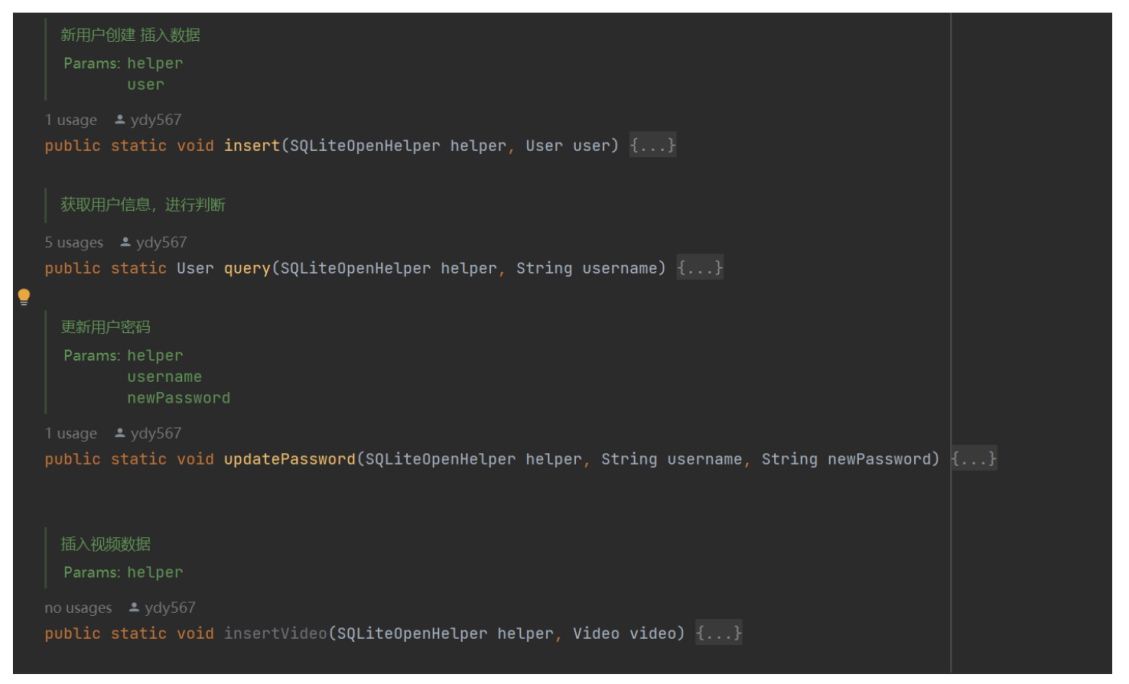 新用户创建 插入数据
Params: helper
user
1 usage ydy567
public static void insert(SQLiteOpenHelper helper, User user) {...}
获取用户信息，进行判断
5 usages ydy567
public static User query(SQLiteOpenHelper helper, String username) {...}
更新用户密码
Params: helper
username
newPassword
1 usage ydy567
public static void updatePassword(SQLiteOpenHelper helper, String username, String newPassword) {...}
插入视频数据
Params: helper
no usages ydy567
public static void insertVideo(SQLiteOpenHelper helper, Video video) {...}